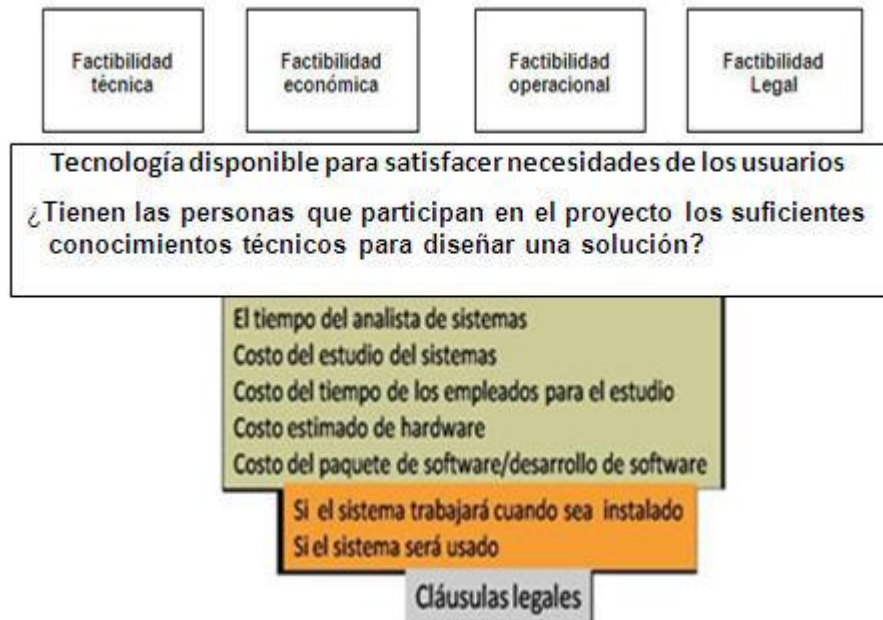 Factibilidad
técnica
Factibilidad
económica
Factibilidad
operacional
Factibilidad
Legal
Tecnología disponible para satisfacer necesidades de los usuarios
¿Tienen las personas que participan en el proyecto los suficientes
conocimientos técnicos para diseñar una solución?
El tiempo del analista de sistemas
Costo del estudio del sistemas
Costo del tiempo de los empleados para el estudio
Costo estimado de hardware
Costo del paquete de software/desarrollo de software
Si el sistema trabajará cuando sea instalado
Si el sistema será usado
Cláusulas legales